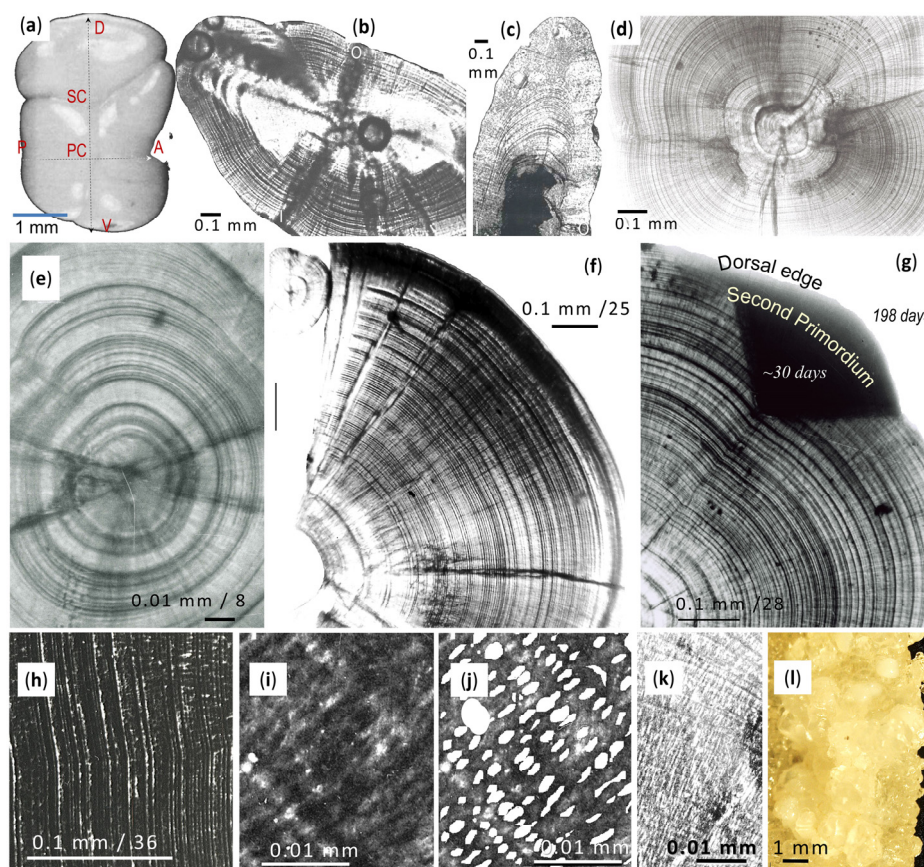 (a)
D
SC
P
PC
A
V
1 mm
(b)
O
I
0.1 mm
(c)
0.1
mm
I
O
(d)
0.1 mm
(e)
0.01 mm / 8
(f)
0.1 mm /25
(g)
Dorsal edge
Second Primordium
198 day
~30 days
0.1 mm /28
(h)
0.1 mm / 36
(i)
0.01 mm
(j)
0.01 mm
(k)
0.01 mm
(l)
1 mm